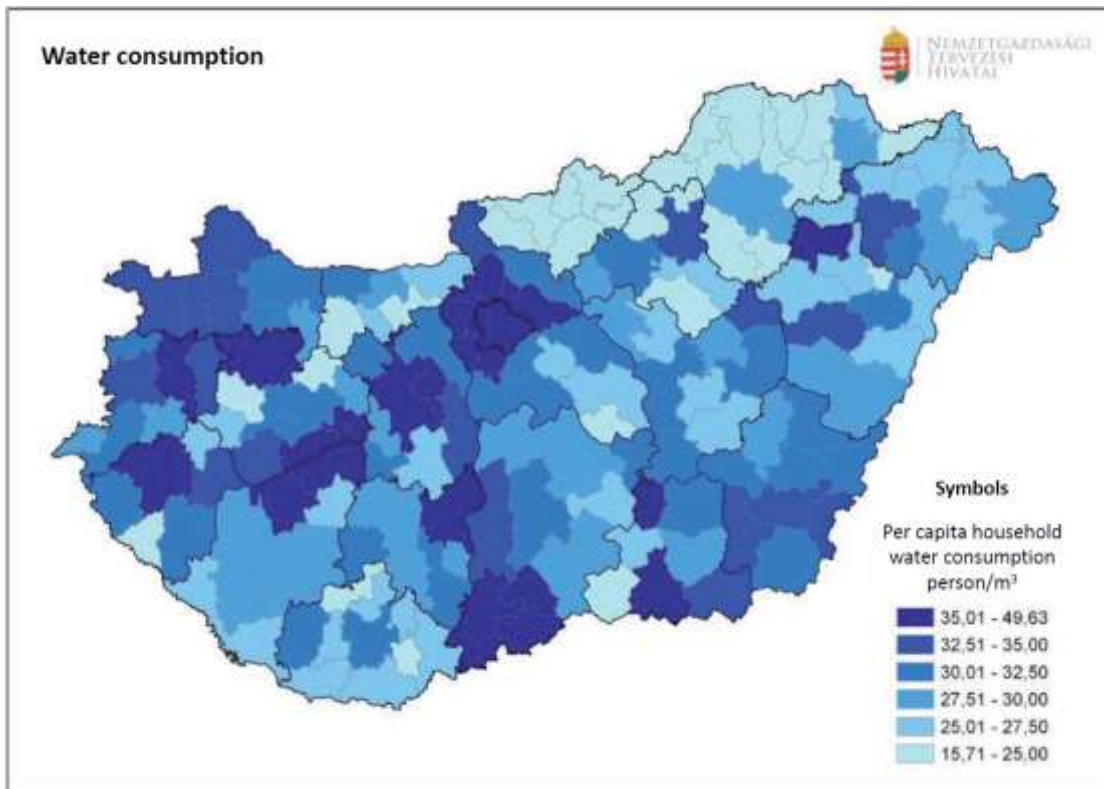 Water consumption
NEMZETGAZDASÁGI
TERVEZÉSI
HIVATAL
Symbols
Per capita household
water consumption
person/m³
35,01 - 49,63
32,51 - 35,00
30,01 - 32,50
27,51 - 30,00
25,01 - 27,50
15,71 - 25,00